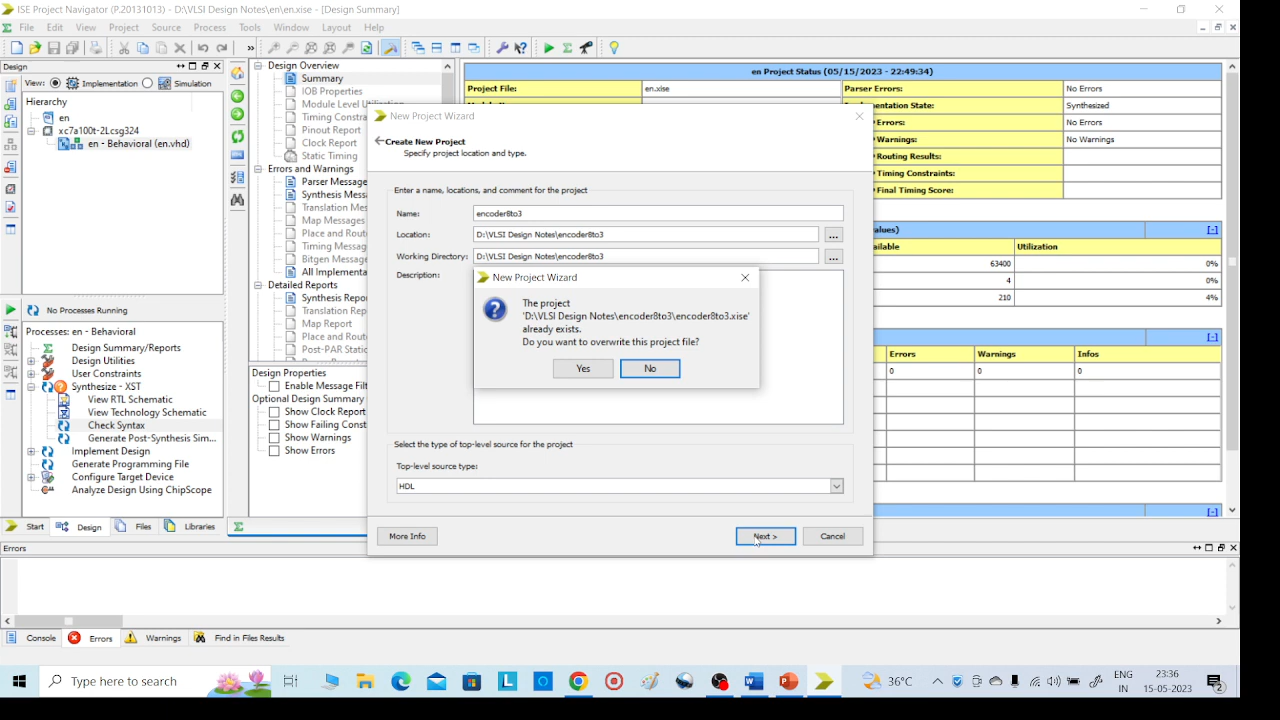 ISE Project Navigator (P.20131013) - D:\VLSI Design Notes\en\en.xise - [Design Summary]
File Edit View Project Source Process Tools Window Layout Help
Design
View: Implementation Simulation
Hierarchy
en
xc7a100t-2Lcsg324
en - Behavioral (en.vhd)
No Processes Running
Processes: en - Behavioral
Design Summary/Reports
Design Utilities
User Constraints
Synthesize - XST
View RTL Schematic
View Technology Schematic
Check Syntax
Generate Post-Synthesis Sim...
Implement Design
Generate Programming File
Configure Target Device
Analyze Design Using ChipScope
Start Design Files Libraries
Design Overview
Summary
IOB Properties
Module Level Utilization
Timing Constra
Pinout Report
Clock Report
Static Timing
Errors and Warnings
Parser Message
Synthesis Mess
Translation Mes
Map Messages
Place and Rout
Timing Message
Bitgen Message
All Implementa
Detailed Reports
Synthesis Repo
Translation Rep
Map Report
Place and Rout
Post-PAR Stati
Design Properties
Enable Message Filt
Optional Design Summar
Show Clock Report
Show Failing Const
Show Warnings
Show Errors
en Project Status (05/15/2023 - 22:49:34)
Project File: en.xise Parser Errors: No Errors
Implementation State: Synthesized
Errors: No Errors
Warnings: No Warnings
Routing Results:
Timing Constraints:
Final Timing Score:
alues) [-]
ailable Utilization
63400 0%
4 0%
210 4%
[-]
Errors Warnings Infos
0 0 0
[-]
New Project Wizard
Create New Project
Specify project location and type.
Enter a name, locations, and comment for the project
Name: encoder8to3
Location: D:\VLSI Design Notes\encoder8to3 ...
Working Directory: D:\VLSI Design Notes\encoder8to3 ...
Description:
New Project Wizard
The project
'D:\VLSI Design Notes\encoder8to3\encoder8to3.xise'
already exists.
Do you want to overwrite this project file?
Yes No
Select the type of top-level source for the project
Top-level source type:
HDL
More Info Next > Cancel
Errors
Console Errors Warnings Find in Files Results
Type here to search
36°C
ENG
IN
23:36
15-05-2023
2